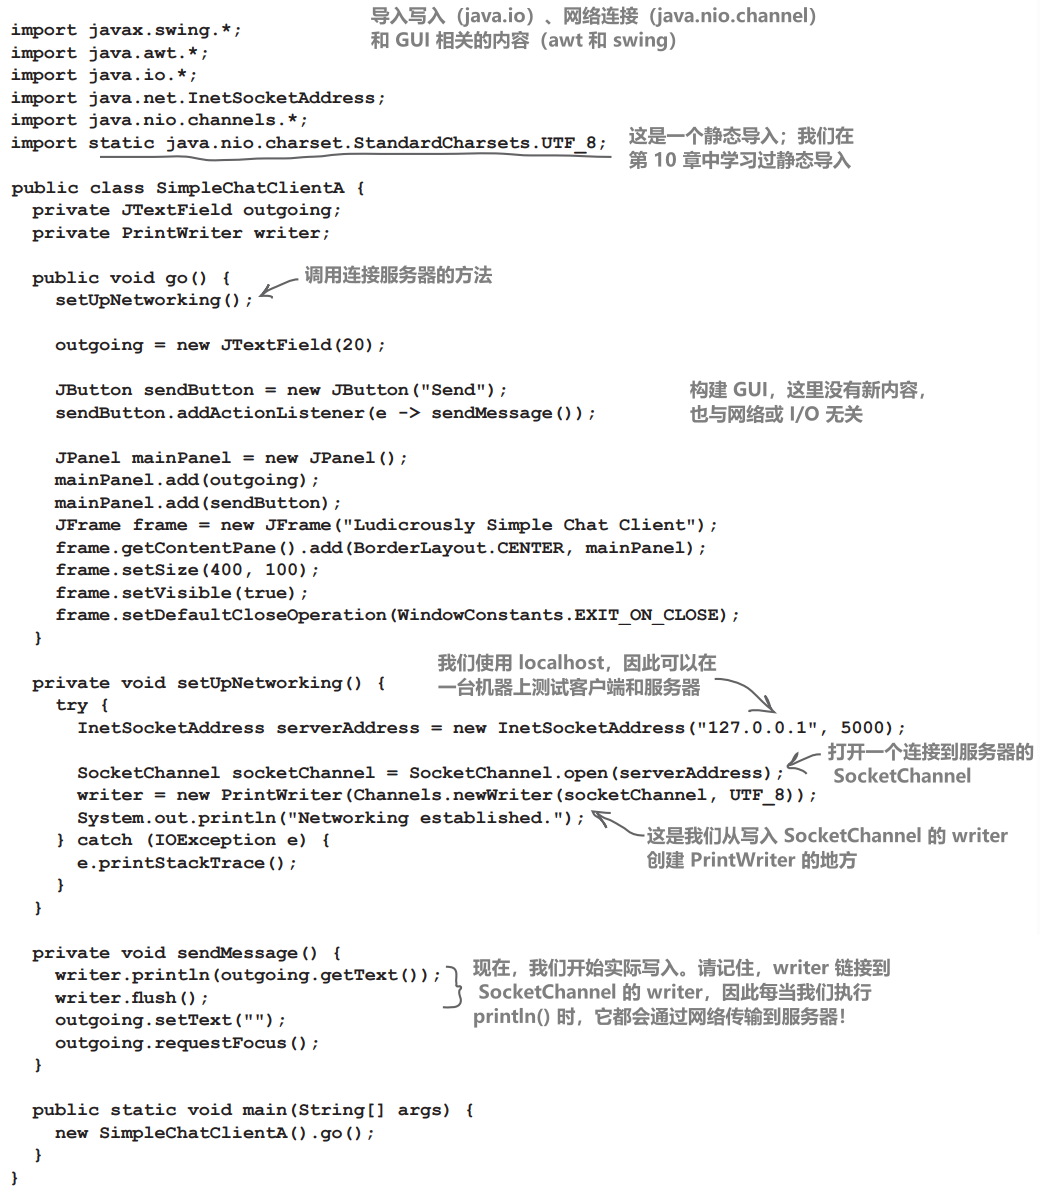 导入写入（java.io）、网络连接（java.nio.channel）
和 GUI 相关的内容（awt 和 swing）
import javax.swing.*;
import java.awt.*;
import java.io.*;
import java.net.InetSocketAddress;
import java.nio.channels.*;
import static java.nio.charset.StandardCharsets.UTF_8;
这是一个静态导入；我们在
第 10 章中学习过静态导入
public class SimpleChatClientA {
private JTextField outgoing;
private PrintWriter writer;
public void go() {
调用连接服务器的方法
setUpNetworking();
outgoing = new JTextField(20);
JButton sendButton = new JButton("Send");
sendButton.addActionListener(e -> sendMessage());
构建 GUI，这里没有新内容，
也与网络或 I/O 无关
JPanel mainPanel = new JPanel();
mainPanel.add(outgoing);
mainPanel.add(sendButton);
JFrame frame = new JFrame("Ludicrously Simple Chat Client");
frame.getContentPane().add(BorderLayout.CENTER, mainPanel);
frame.setSize(400, 100);
frame.setVisible(true);
frame.setDefaultCloseOperation(WindowConstants.EXIT_ON_CLOSE);
}
我们使用 localhost，因此可以在
一台机器上测试客户端和服务器
private void setUpNetworking() {
try {
InetSocketAddress serverAddress = new InetSocketAddress("127.0.0.1", 5000);
打开一个连接到服务器的
SocketChannel
SocketChannel socketChannel = SocketChannel.open(serverAddress);
writer = new PrintWriter(Channels.newWriter(socketChannel, UTF_8));
System.out.println("Networking established.");
这是我们从写入 SocketChannel 的 writer
创建 PrintWriter 的地方
} catch (IOException e) {
e.printStackTrace();
}
}
private void sendMessage() {
writer.println(outgoing.getText());
writer.flush();
outgoing.setText("");
outgoing.requestFocus();
}
现在，我们开始实际写入。请记住，writer 链接到
SocketChannel 的 writer，因此每当我们执行
println() 时，它都会通过网络传输到服务器！
public static void main(String[] args) {
new SimpleChatClientA().go();
}
}